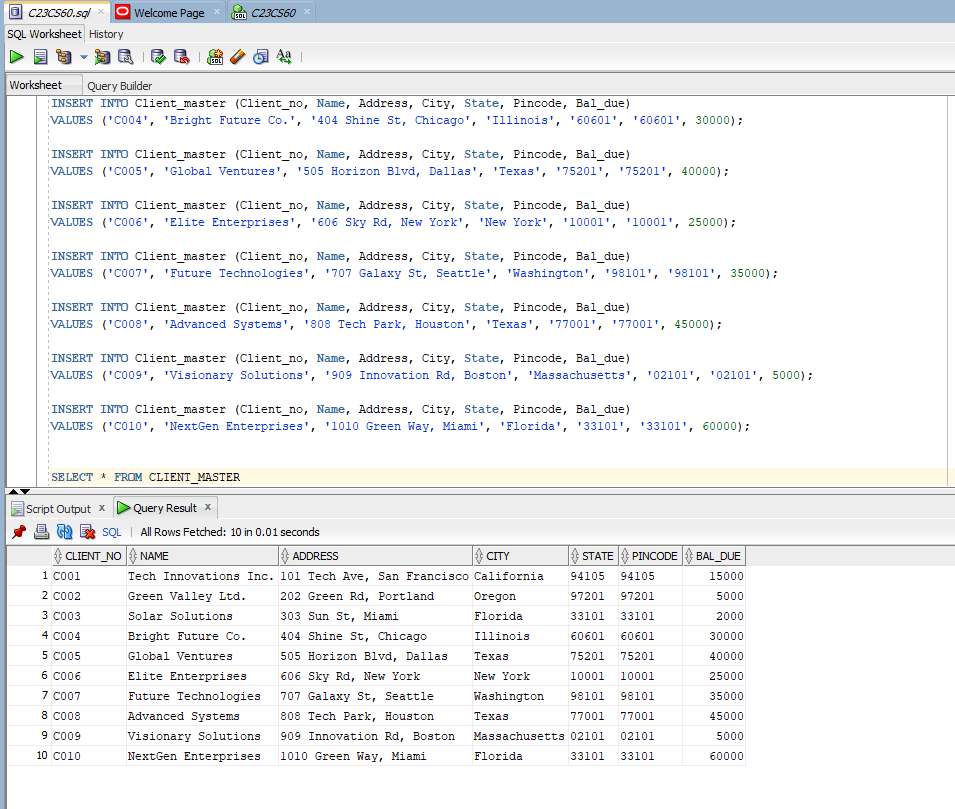 C23CS60.sql × Welcome Page × C23CS60 ×
SQL Worksheet History
Worksheet Query Builder
INSERT INTO Client_master (Client_no, Name, Address, City, State, Pincode, Bal_due)
VALUES ('C004', 'Bright Future Co.', '404 Shine St, Chicago', 'Illinois', '60601', '60601', 30000);
INSERT INTO Client_master (Client_no, Name, Address, City, State, Pincode, Bal_due)
VALUES ('C005', 'Global Ventures', '505 Horizon Blvd, Dallas', 'Texas', '75201', '75201', 40000);
INSERT INTO Client_master (Client_no, Name, Address, City, State, Pincode, Bal_due)
VALUES ('C006', 'Elite Enterprises', '606 Sky Rd, New York', 'New York', '10001', '10001', 25000);
INSERT INTO Client_master (Client_no, Name, Address, City, State, Pincode, Bal_due)
VALUES ('C007', 'Future Technologies', '707 Galaxy St, Seattle', 'Washington', '98101', '98101', 35000);
INSERT INTO Client_master (Client_no, Name, Address, City, State, Pincode, Bal_due)
VALUES ('C008', 'Advanced Systems', '808 Tech Park, Houston', 'Texas', '77001', '77001', 45000);
INSERT INTO Client_master (Client_no, Name, Address, City, State, Pincode, Bal_due)
VALUES ('C009', 'Visionary Solutions', '909 Innovation Rd, Boston', 'Massachusetts', '02101', '02101', 5000);
INSERT INTO Client_master (Client_no, Name, Address, City, State, Pincode, Bal_due)
VALUES ('C010', 'NextGen Enterprises', '1010 Green Way, Miami', 'Florida', '33101', '33101', 60000);
SELECT * FROM CLIENT_MASTER
Script Output × Query Result ×
SQL | All Rows Fetched: 10 in 0.01 seconds
CLIENT_NO NAME ADDRESS CITY STATE PINCODE BAL_DUE
1 C001 Tech Innovations Inc. 101 Tech Ave, San Francisco California 94105 94105 15000
2 C002 Green Valley Ltd. 202 Green Rd, Portland Oregon 97201 97201 5000
3 C003 Solar Solutions 303 Sun St, Miami Florida 33101 33101 2000
4 C004 Bright Future Co. 404 Shine St, Chicago Illinois 60601 60601 30000
5 C005 Global Ventures 505 Horizon Blvd, Dallas Texas 75201 75201 40000
6 C006 Elite Enterprises 606 Sky Rd, New York New York 10001 10001 25000
7 C007 Future Technologies 707 Galaxy St, Seattle Washington 98101 98101 35000
8 C008 Advanced Systems 808 Tech Park, Houston Texas 77001 77001 45000
9 C009 Visionary Solutions 909 Innovation Rd, Boston Massachusetts 02101 02101 5000
10 C010 NextGen Enterprises 1010 Green Way, Miami Florida 33101 33101 60000